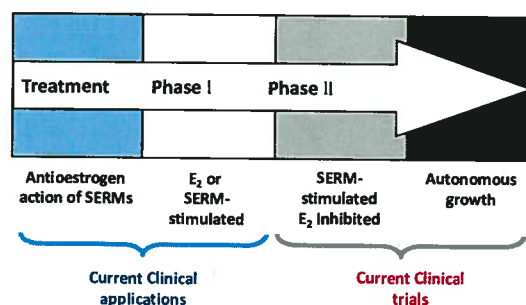 Treatment Phase I Phase II
Antioestrogen
action of SERMs
E₂ or
SERM-
stimulated
SERM-
stimulated
E₂ Inhibited
Autonomous
growth
Current Clinical
applications
Current Clinical
trials